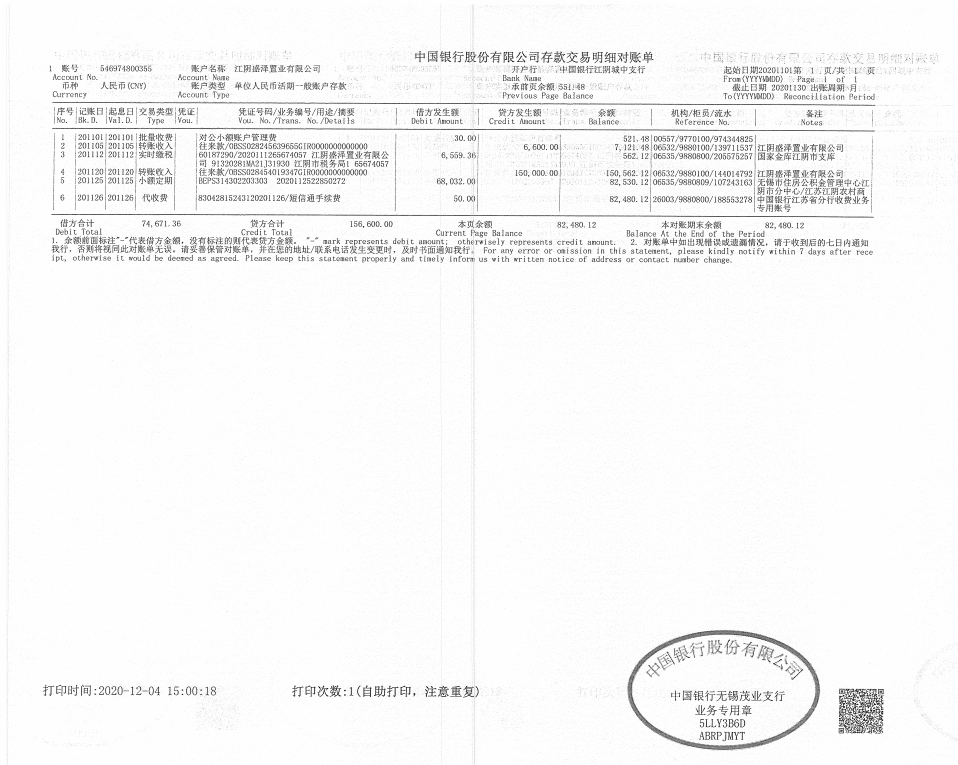 中国银行股份有限公司存款交易明细对账单
1 账号 546974800355 账户名称 江阴盛泽置业有限公司 开户行 中国银行江阴城中支行 起始日期20201101第 1 页/共 1 页
Account No. Account Name Bank Name From(YYYYMMDD) Page 1 of 1
币种 人民币(CNY) 账户类型 单位人民币活期一般账户存款 承前页余额 551.48 截止日期 20201130 出账周期 月
Currency Account Type Previous Page Balance To(YYYYMMDD) Reconciliation Period
序号 记账日 起息日 交易类型 凭证 凭证号码/业务编号/用途/摘要 借方发生额 贷方发生额 余额 机构/柜员/流水 备注
No. Bk.D. Val.D. Type Vou. Vou. No./Trans. No./Details Debit Amount Credit Amount Balance Reference No. Notes
1 201101 201101 批量收费 对公小额账户管理费 30.00 521.48 00557/9770100/974344825
2 201105 201105 转账收入 往来款/OBSS028245639655GIRO000000000000 6,600.00 7,121.48 06532/9880100/139711537 江阴盛泽置业有限公司
3 201112 201112 实时缴税 60187290/2020111265674057 江阴盛泽置业有限公 6,559.36 562.12 06535/9880800/205575257 国家金库江阴市支库
司 91320281MA21J31930 江阴市税务局1 65674057
4 201120 201120 转账收入 往来款/OBSS028454019347GIRO000000000000 150,000.00 150,562.12 06532/9880100/144014792 江阴盛泽置业有限公司
5 201125 201125 小额定期 BEPS314302203303 2020112522850272 68,032.00 82,530.12 06535/9880809/107243163 无锡市住房公积金管理中心江
阴市分中心/江苏江阴农村商
6 201126 201126 代收费 83042815243120201126/短信通手续费 50.00 82,480.12 26003/9880800/188553278 中国银行江苏省分行收费业务
专用账号
借方合计 74,671.36 贷方合计 156,600.00 本页余额 82,480.12 本对账期末余额 82,480.12
Debit Total Credit Total Current Page Balance Balance At the End of the Period
1. 余额前面标注"-"代表借方金额，没有标注的则代表贷方金额。 "-" mark represents debit amount; otherwisely represents credit amount. 2. 对账单中如出现错误或遗漏情况，请于收到后的七日内通知
我行，否则将视同此对账单无误。请妥善保管对账单，并在您的地址/联系电话发生变更时，及时书面通知我行。 For any error or omission in this statement, please kindly notify within 7 days after rece
ipt, otherwise it would be deemed as agreed. Please keep this statement properly and timely inform us with written notice of address or contact number change.
打印时间:2020-12-04 15:00:18 打印次数:1(自助打印，注意重复)
中国银行股份有限公司
中国银行无锡茂业支行
业务专用章
5LLY3B6D
ABRPJMYT